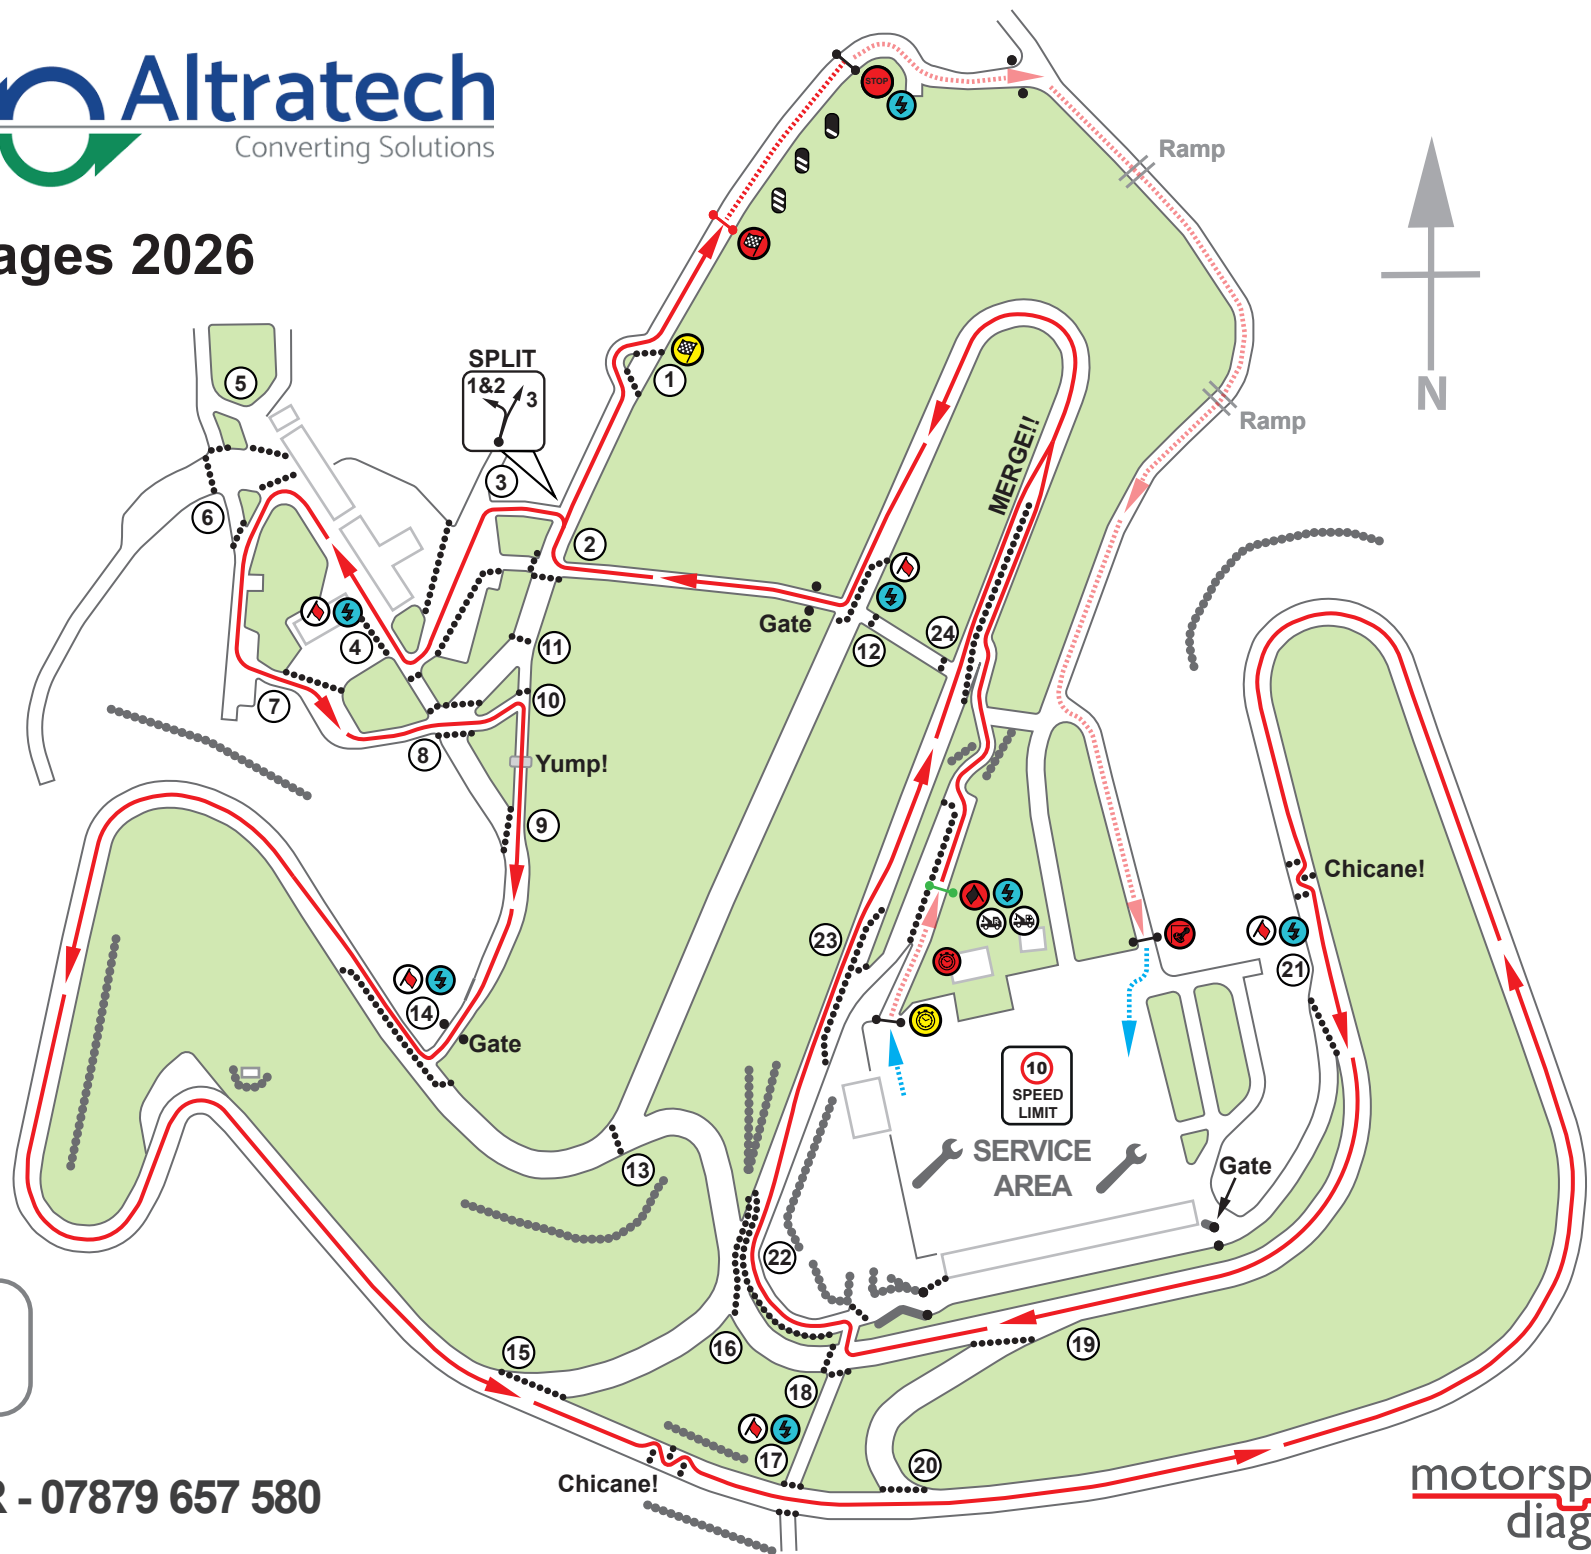 Altratech
Converting Solutions
ages 2026
STOP
Ramp
Ramp
N
SPLIT
1&2
3
MERGE!!
1
2
3
4
5
6
7
8
9
10
11
12
24
Gate
Yump!
Chicane!
14
Gate
13
23
21
10
SPEED
LIMIT
SERVICE
AREA
Gate
22
15
16
18
17
19
20
Chicane!
R - 07879 657 580
motorsp
diag